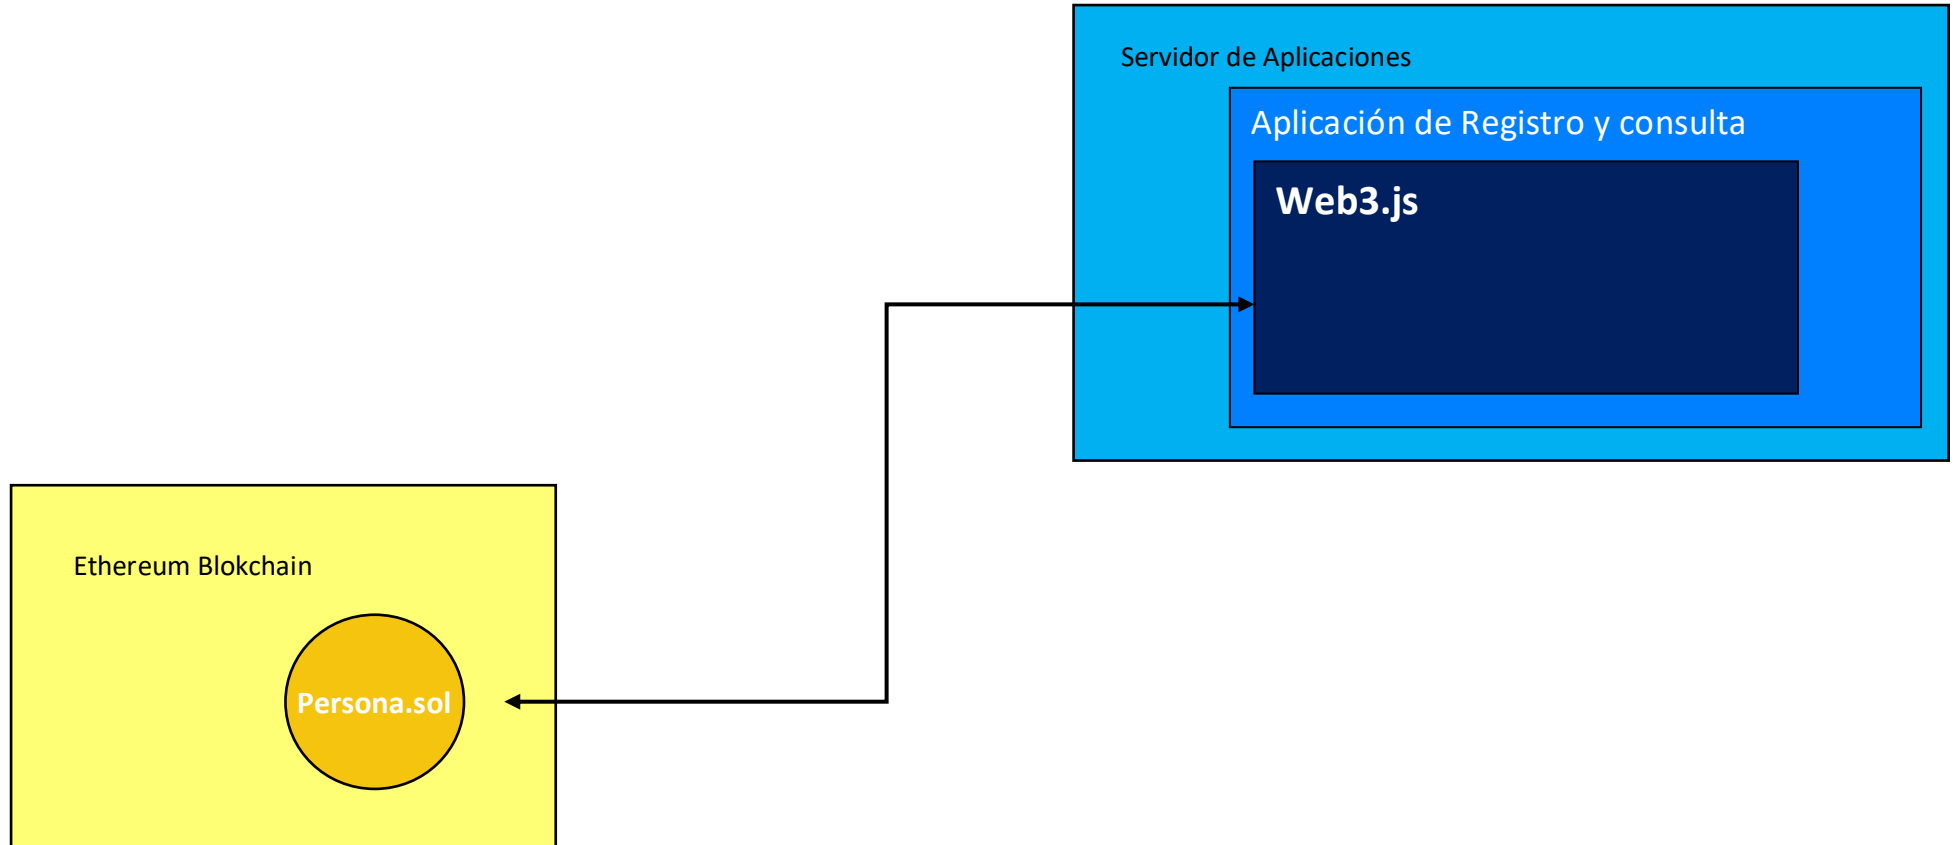 Servidor de Aplicaciones
Aplicación de Registro y consulta
Web3.js
Ethereum Blokchain
Persona.sol